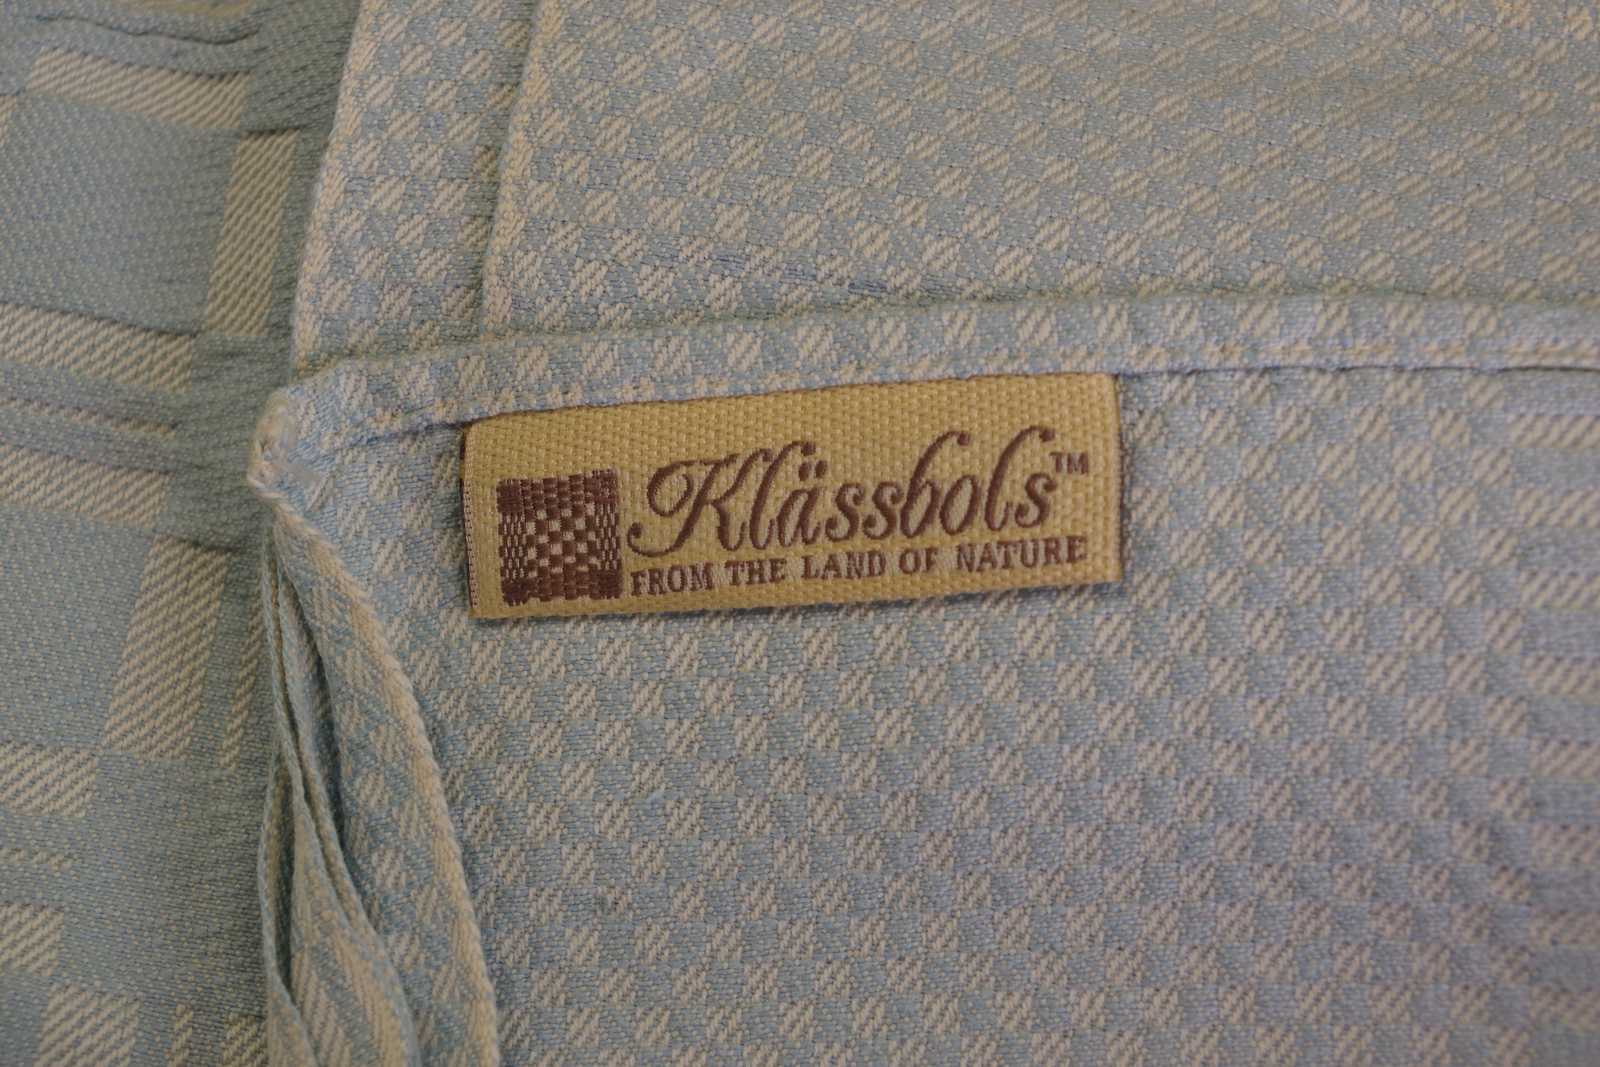 Klässbols™
FROM THE LAND OF NATURE